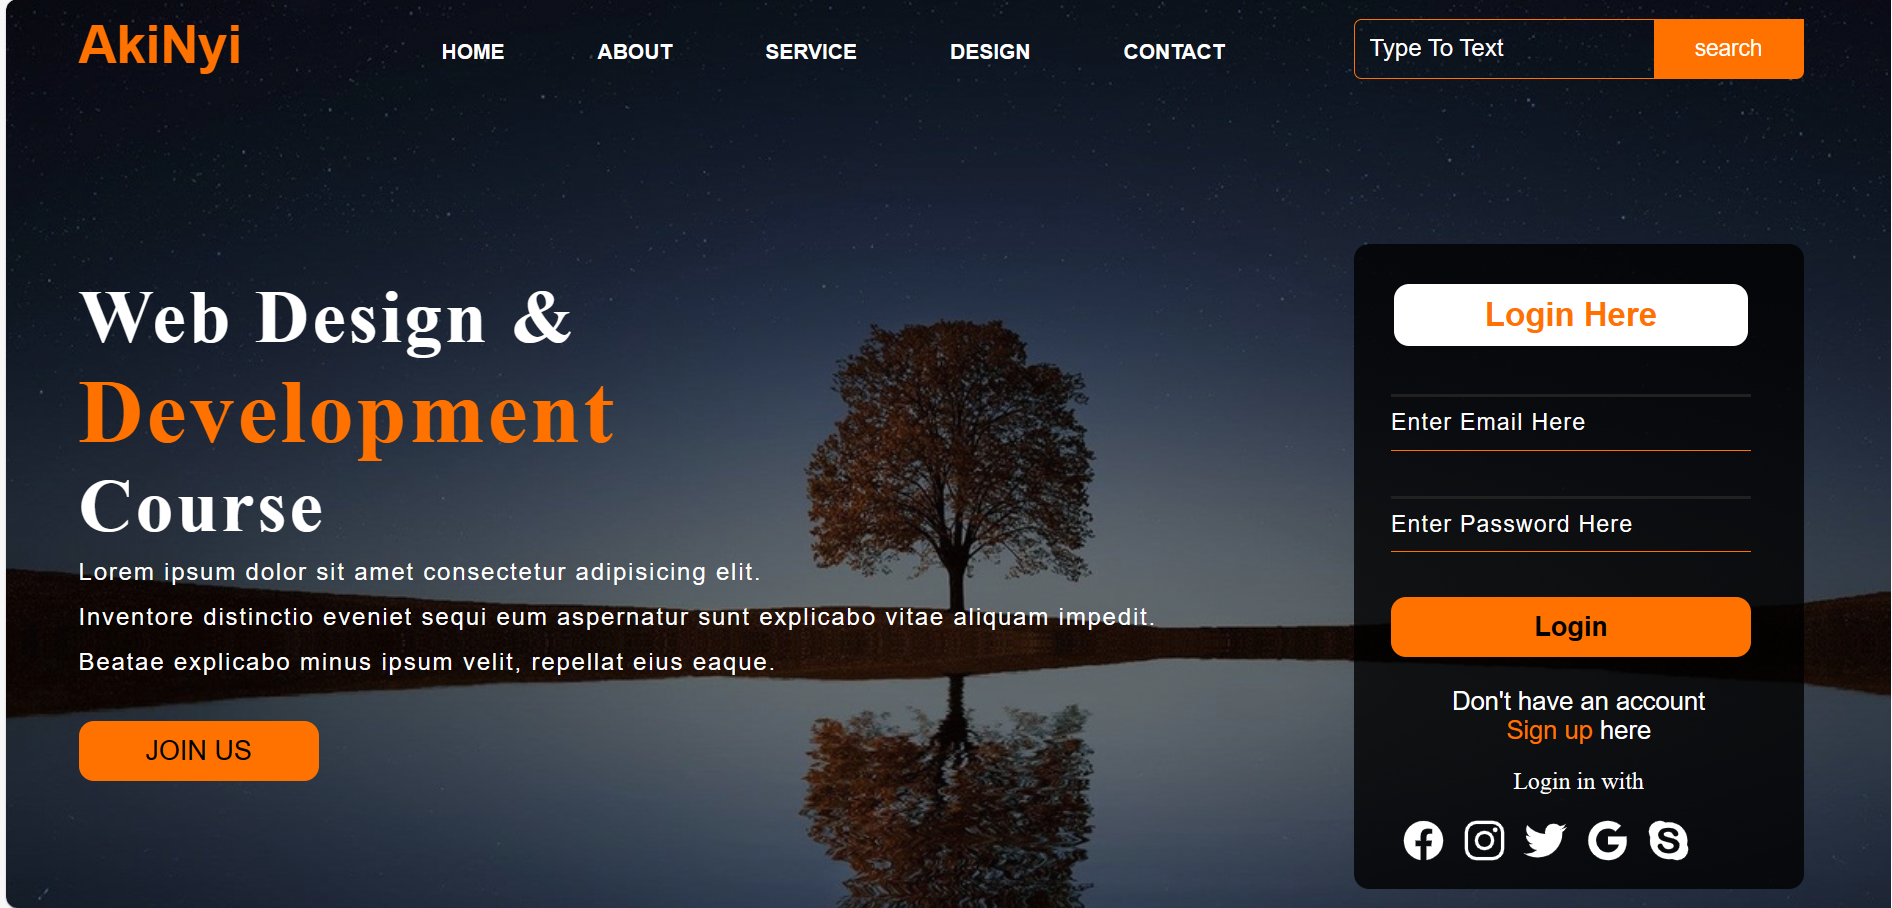 AkiNyi
HOME
ABOUT
SERVICE
DESIGN
CONTACT
Type To Text
search
Web Design &
Development
Course
Lorem ipsum dolor sit amet consectetur adipisicing elit.
Inventore distinctio eveniet sequi eum aspernatur sunt explicabo vitae aliquam impedit.
Beatae explicabo minus ipsum velit, repellat eius eaque.
JOIN US
Login Here
Enter Email Here
Enter Password Here
Login
Don't have an account
Sign up here
Login in with